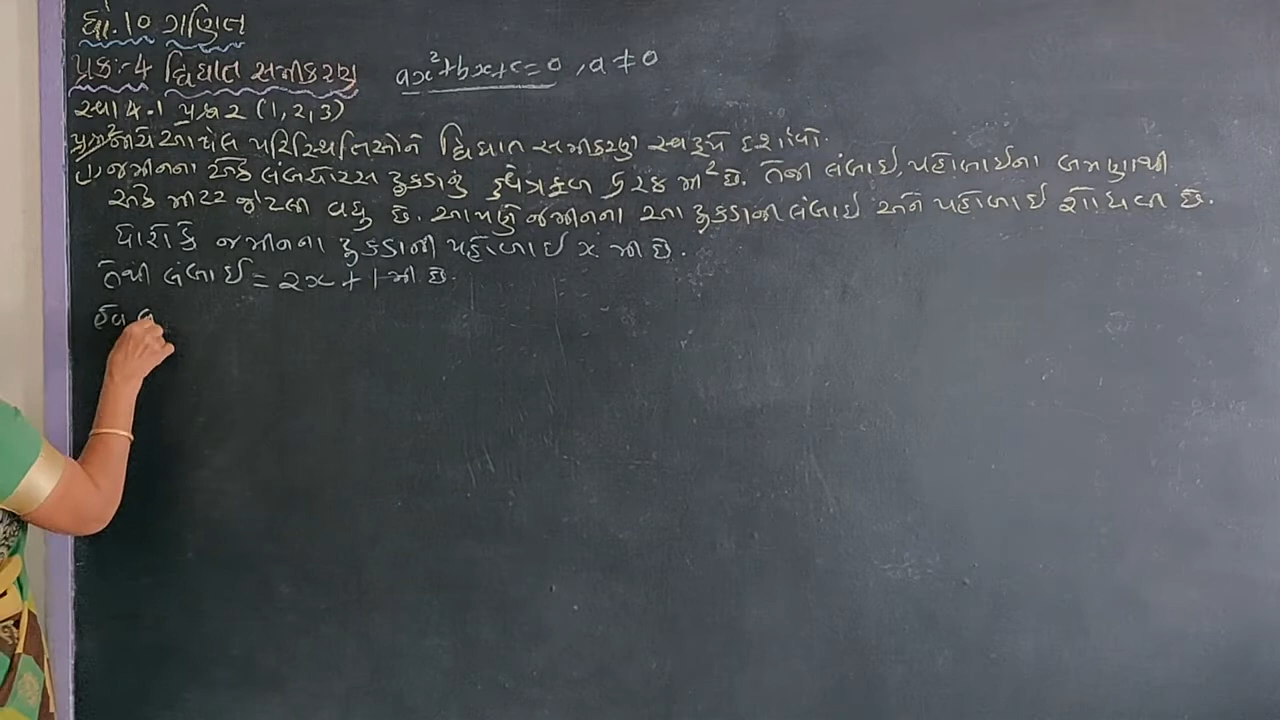 ધો.10 ગણિત
પ્રક:-4 દ્વિઘાત સમીકરણ ax²+bx+c=0 , a≠0
સ્વા 4.1 પ્રશ્ન 2 (1,2,3)
પ્રશ્ન2 નીચે આપેલ પરિસ્થિતિઓને દ્વિઘાત સમીકરણ સ્વરૂપે દર્શાવો.
(1) જમીનના એક લંબચોરસ ટુકડાનું ક્ષેત્રફળ 528 મી² છે. તેની લંબાઈ, પહોળાઈના બમણાથી
એક મીટર જેટલી વધુ છે. આપણે જમીનના આ ટુકડાની લંબાઈ અને પહોળાઈ શોધવી છે.
ધારોકે જમીનના ટુકડાની પહોળાઈ x મી છે.
તેથી લંબાઈ = 2x + 1 મી છે.
હવે